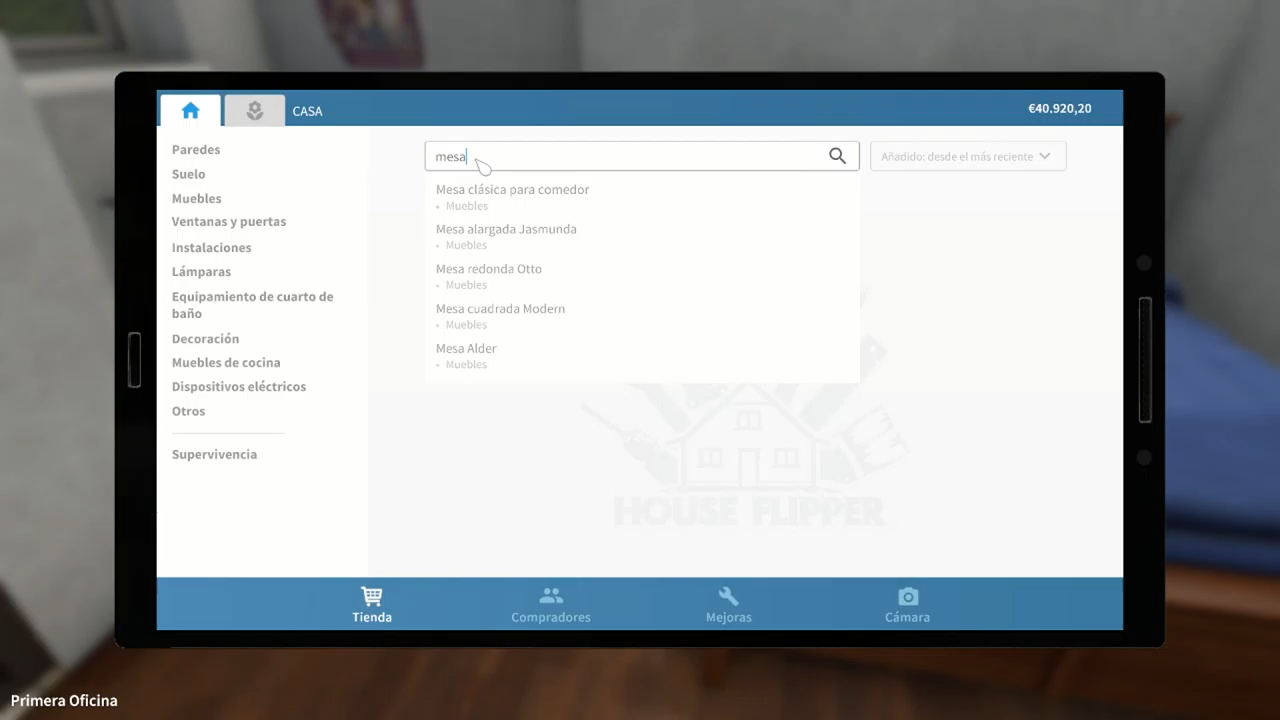 CASA
€40.920,20
Paredes
Suelo
Muebles
Ventanas y puertas
Instalaciones
Lámparas
Equipamiento de cuarto de
baño
Decoración
Muebles de cocina
Dispositivos eléctricos
Otros
Supervivencia
mesa
Añadido: desde el más reciente
Mesa clásica para comedor
• Muebles
Mesa alargada Jasmunda
• Muebles
Mesa redonda Otto
• Muebles
Mesa cuadrada Modern
• Muebles
Mesa Alder
• Muebles
HOUSE FLIPPER
Tienda
Compradores
Mejoras
Cámara
Primera Oficina